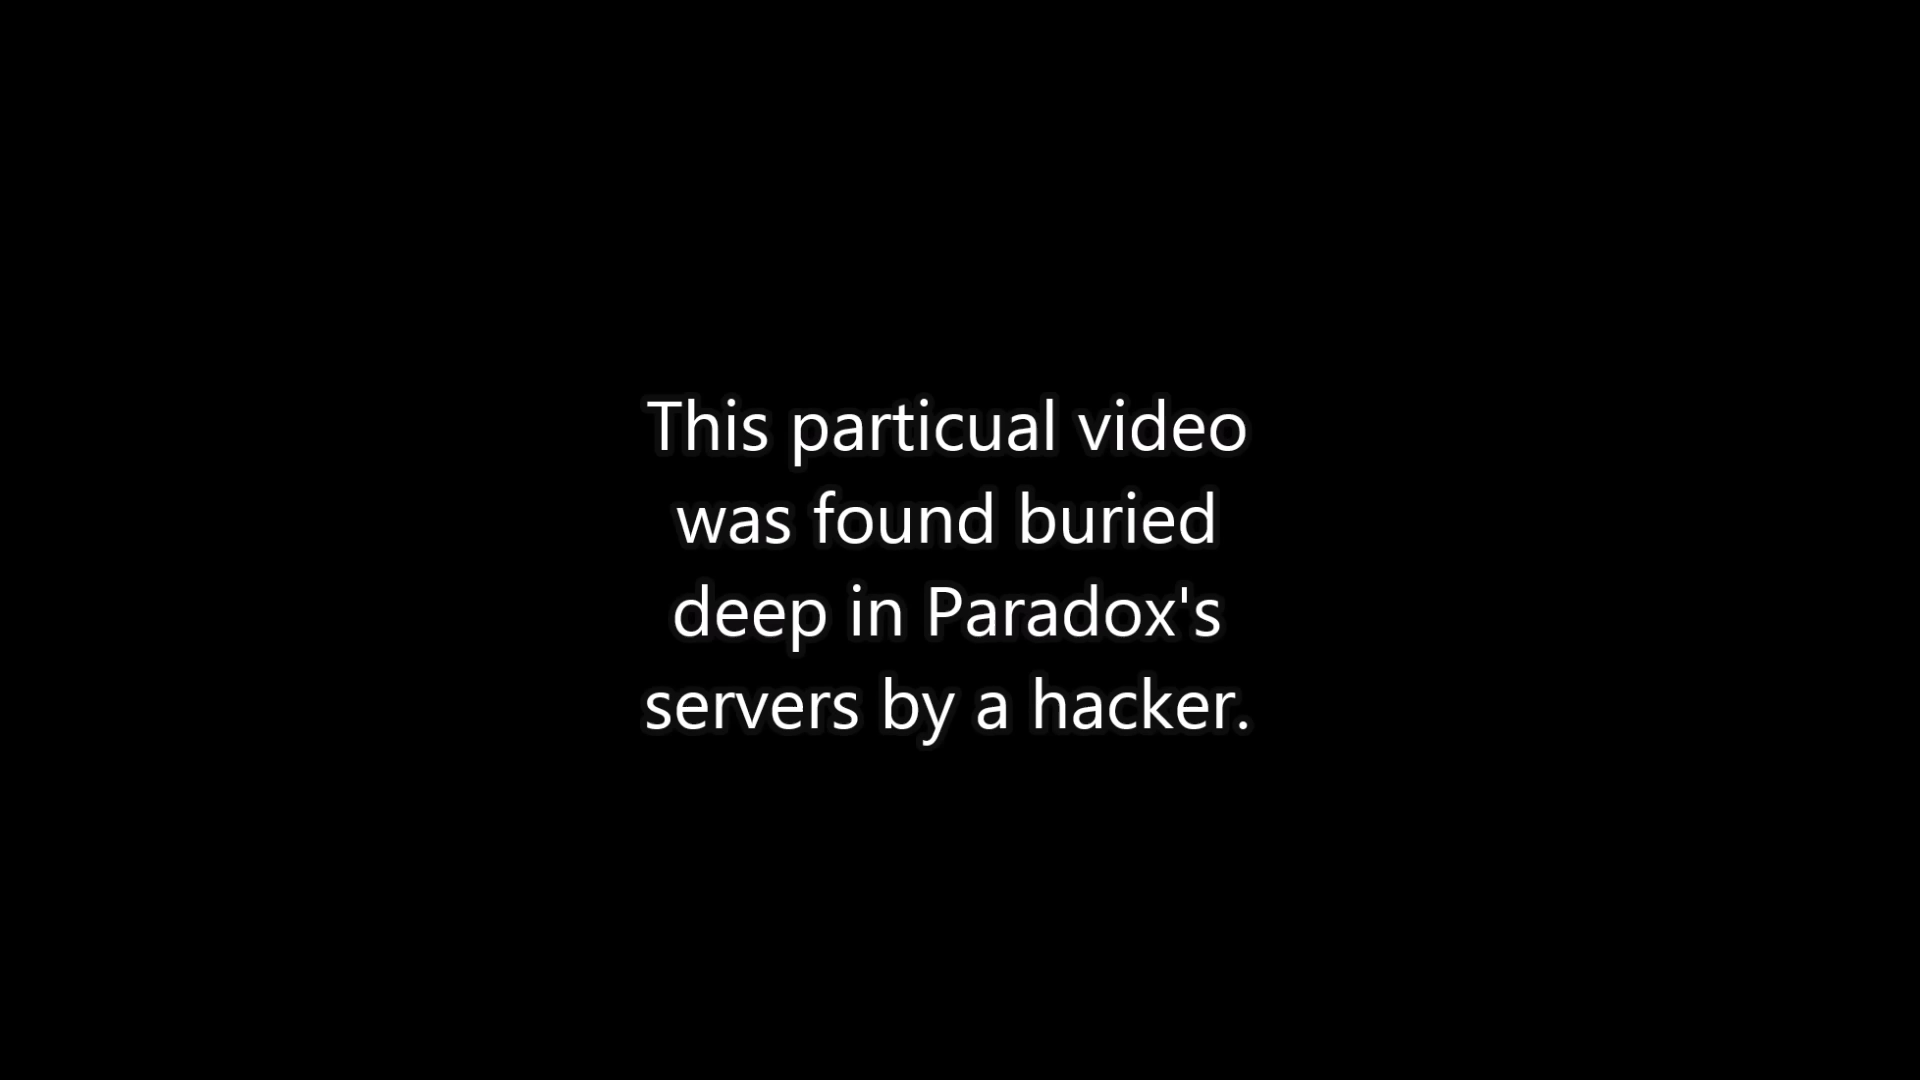 This particual video
was found buried
deep in Paradox's
servers by a hacker.